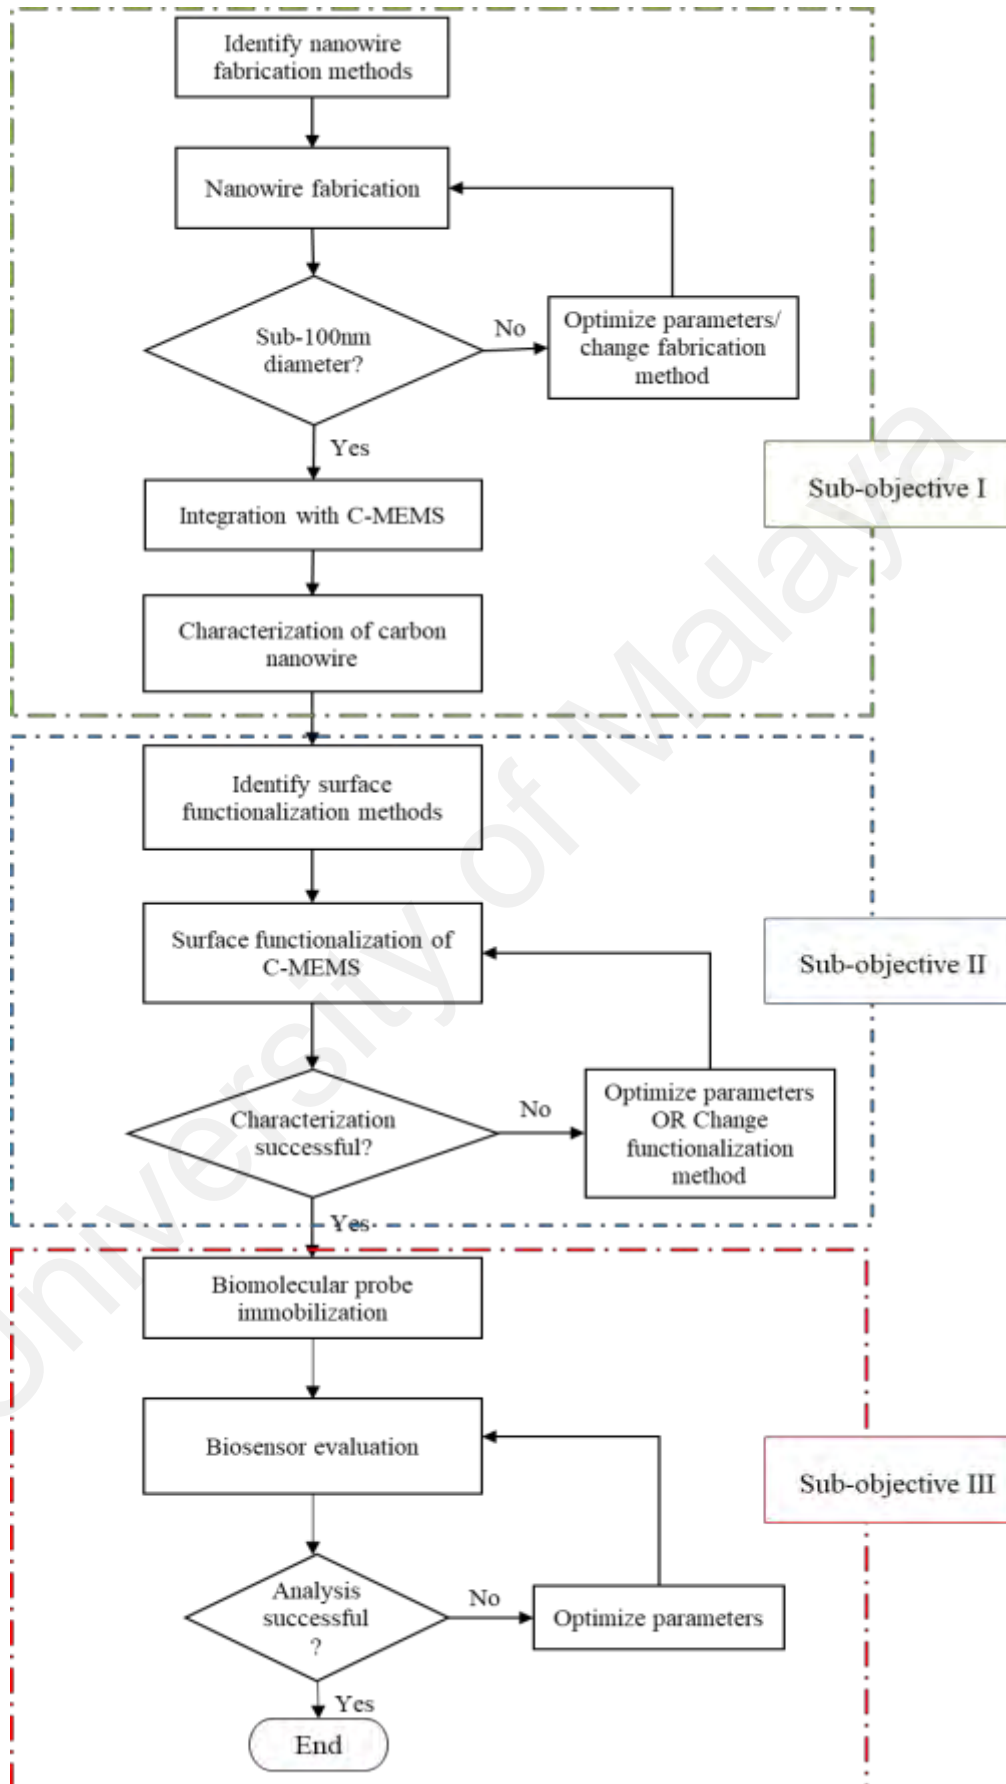 Identify nanowire
fabrication methods
Nanowire fabrication
Sub-100nm
diameter?
No
Optimize parameters/
change fabrication
method
Yes
Sub-objective I
Integration with C-MEMS
Characterization of carbon
nanowire
Identify surface
functionalization methods
Surface functionalization of
C-MEMS
Sub-objective II
Characterization
successful?
No
Optimize parameters
OR Change
functionalization
method
Yes
Biomolecular probe
immobilization
Biosensor evaluation
Sub-objective III
Analysis
successful
?
No
Optimize parameters
Yes
End
University of Malaya